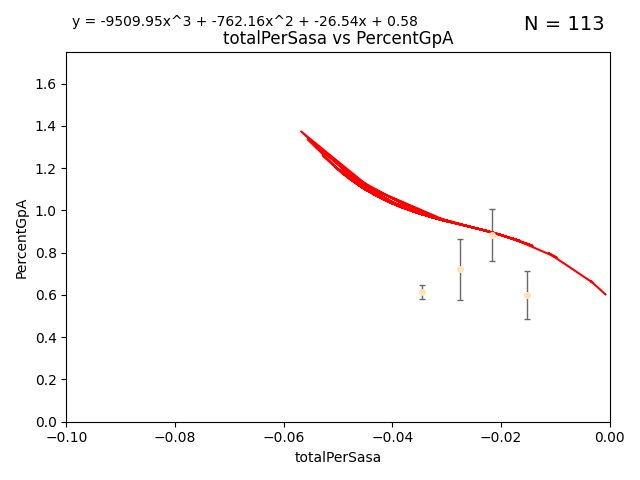 y = -9509.95x^3 + -762.16x^2 + -26.54x + 0.58
N = 113
totalPerSasa vs PercentGpA
PercentGpA
1.6
1.4
1.2
1.0
0.8
0.6
0.4
0.2
0.0
−0.10 −0.08 −0.06 −0.04 −0.02 0.00
totalPerSasa